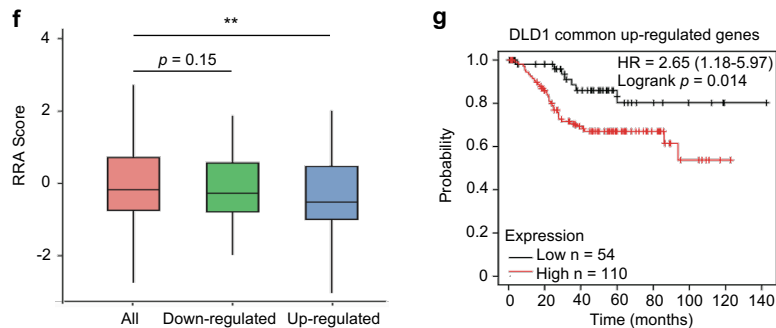 f
**
p = 0.15
RRA Score
4
2
0
-2
All
Down-regulated
Up-regulated
g
DLD1 common up-regulated genes
HR = 2.65 (1.18-5.97)
Logrank p = 0.014
Probability
1.0
0.8
0.6
0.4
0.2
0
Expression
Low n = 54
High n = 110
0 20 40 60 80 100 140
Time (months)